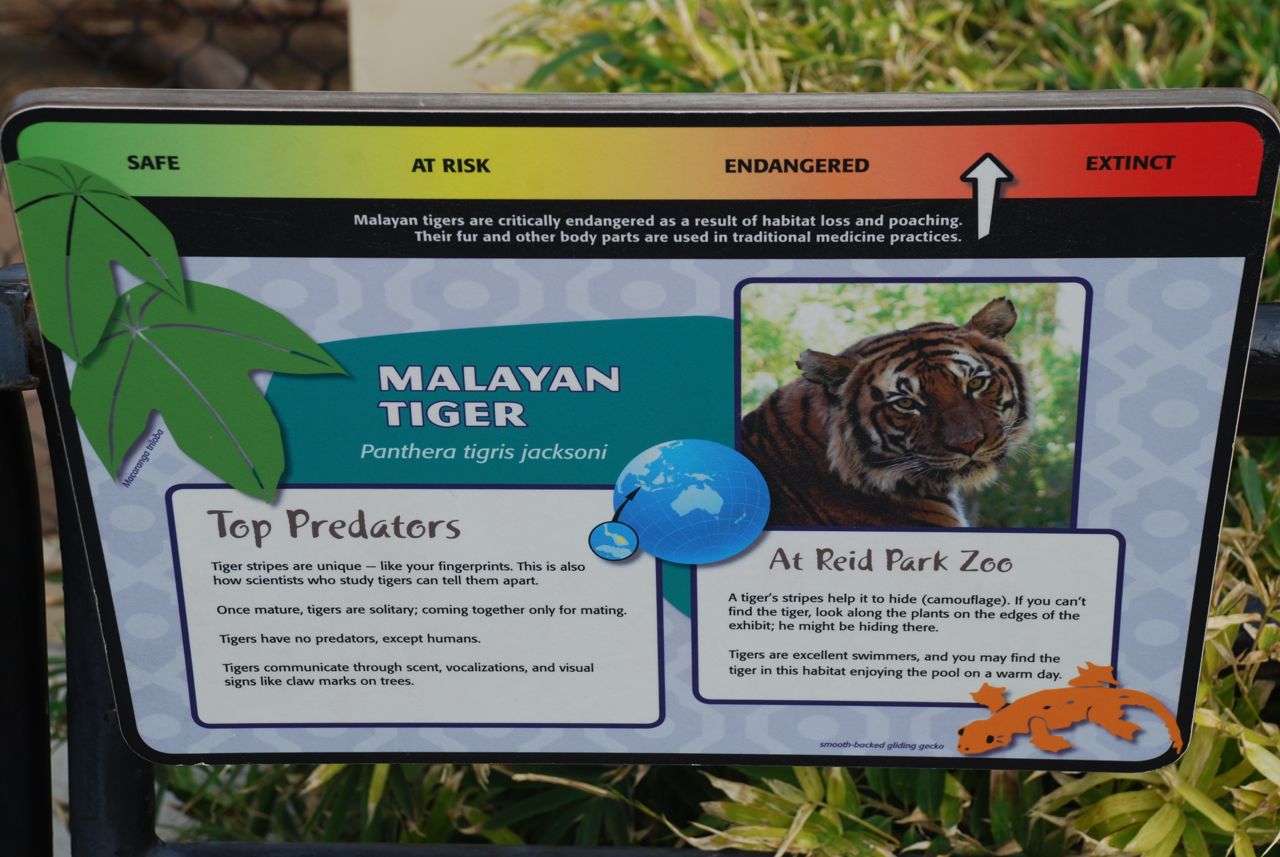 SAFE AT RISK ENDANGERED EXTINCT
Malayan tigers are critically endangered as a result of habitat loss and poaching.
Their fur and other body parts are used in traditional medicine practices.
MALAYAN
TIGER
Panthera tigris jacksoni
Macaranga triloba
Top Predators
Tiger stripes are unique – like your fingerprints. This is also
how scientists who study tigers can tell them apart.
Once mature, tigers are solitary; coming together only for mating.
Tigers have no predators, except humans.
Tigers communicate through scent, vocalizations, and visual
signs like claw marks on trees.
At Reid Park Zoo
A tiger's stripes help it to hide (camouflage). If you can't
find the tiger, look along the plants on the edges of the
exhibit; he might be hiding there.
Tigers are excellent swimmers, and you may find the
tiger in this habitat enjoying the pool on a warm day.
smooth-backed gliding gecko